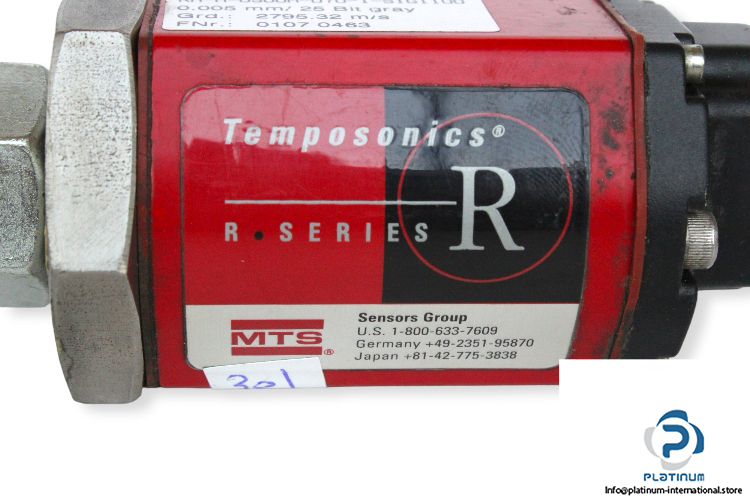 0.005 mm/ 25 Bit gray
Grd.: 2795.32 m/s
FNr.: 0107 0463
Temposonics®
R
R•SERIES
MTS®
Sensors Group
U.S. 1-800-633-7609
Germany +49-2351-95870
Japan +81-42-775-3838
301
PLATINUM
Info@platinum-international.store